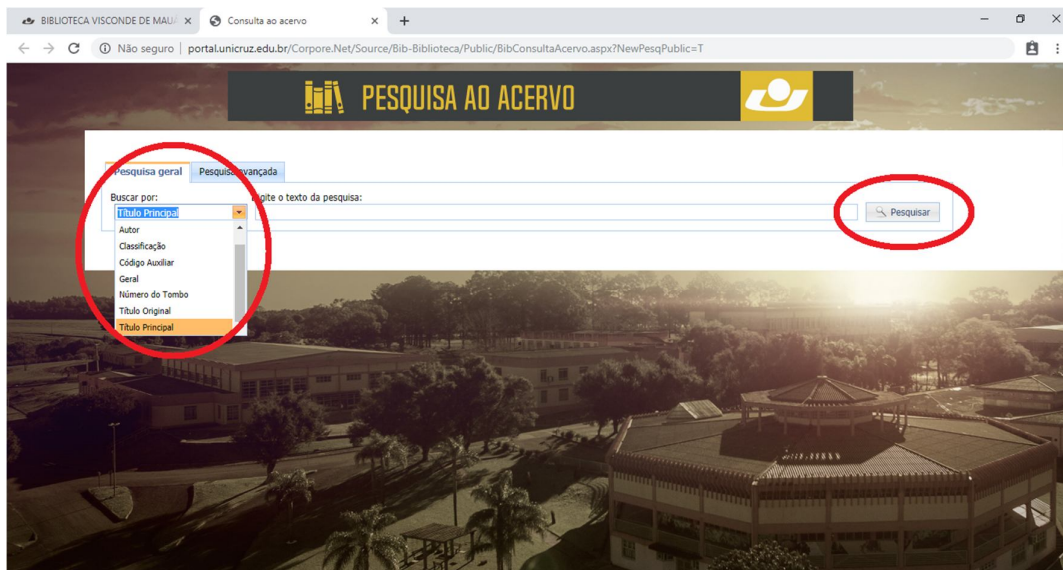 BIBLIOTECA VISCONDE DE MAUÁ
Consulta ao acervo
Não seguro | portal.unicruz.edu.br/Corpore.Net/Source/Bib-Biblioteca/Public/BibConsultaAcervo.aspx?NewPesqPublic=T
PESQUISA AO ACERVO
Pesquisa geral Pesquisa avançada
Buscar por: Digite o texto da pesquisa:
Título Principal Pesquisar
Autor
Classificação
Código Auxiliar
Geral
Número do Tombo
Título Original
Título Principal